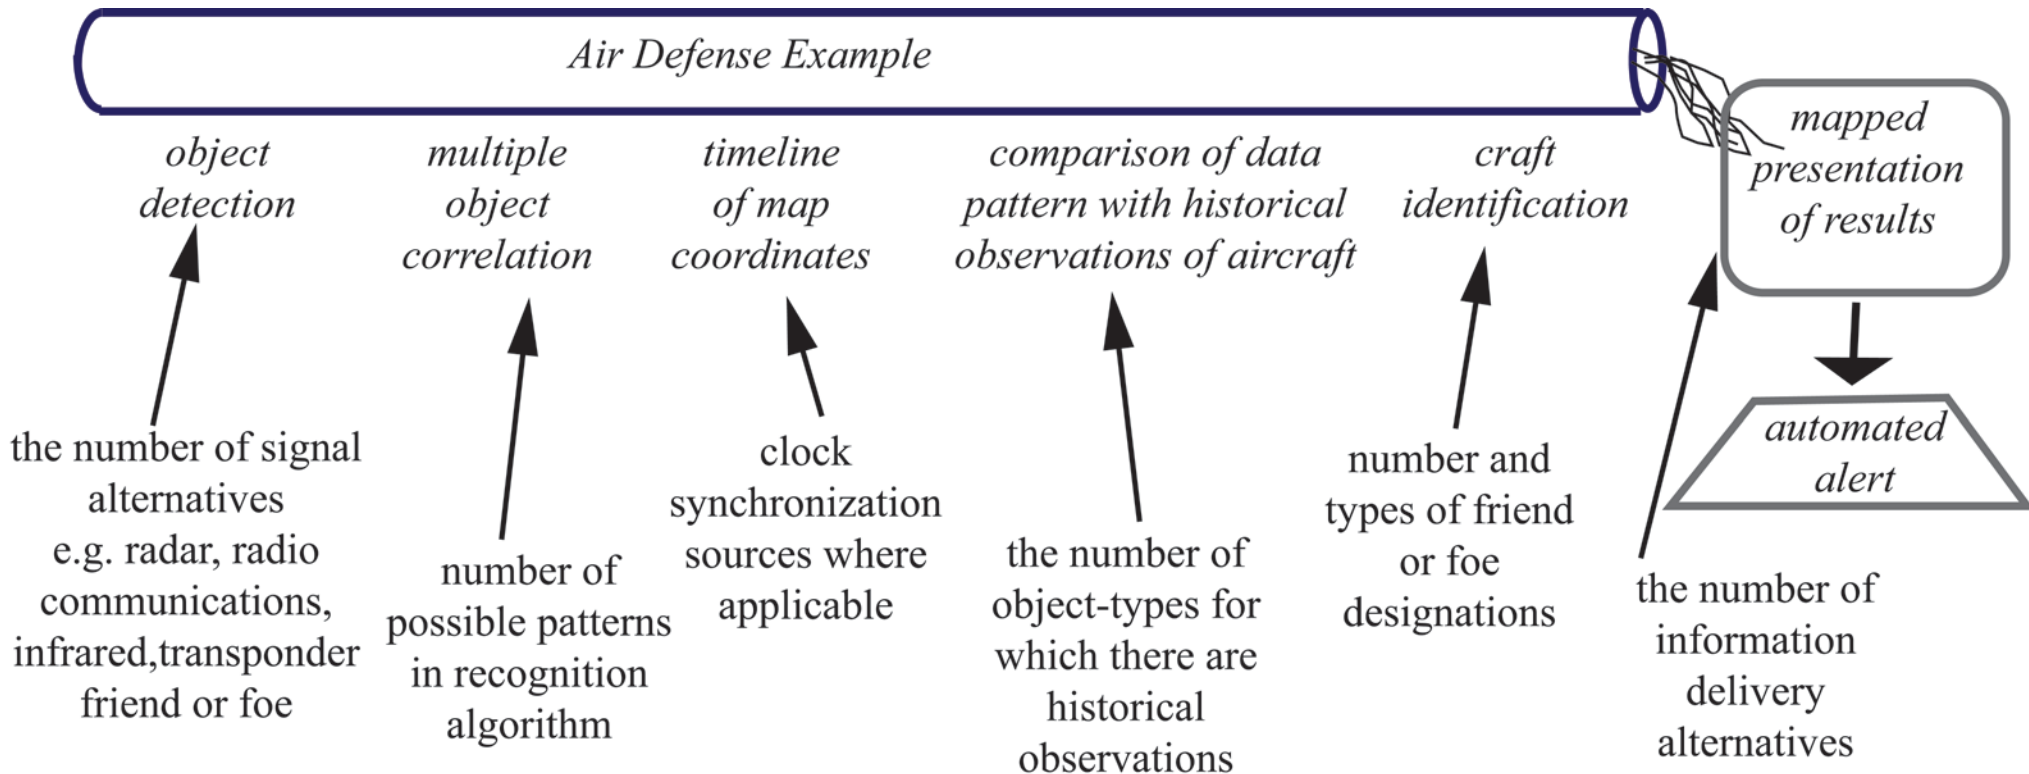 Air Defense Example
object
detection
multiple
object
correlation
timeline
of map
coordinates
comparison of data
pattern with historical
observations of aircraft
craft
identification
mapped
presentation
of results
automated
alert
the number of signal
alternatives
e.g. radar, radio
communications,
infrared,transponder
friend or foe
number of
possible patterns
in recognition
algorithm
clock
synchronization
sources where
applicable
the number of
object-types for
which there are
historical
observations
number and
types of friend
or foe
designations
the number of
information
delivery
alternatives